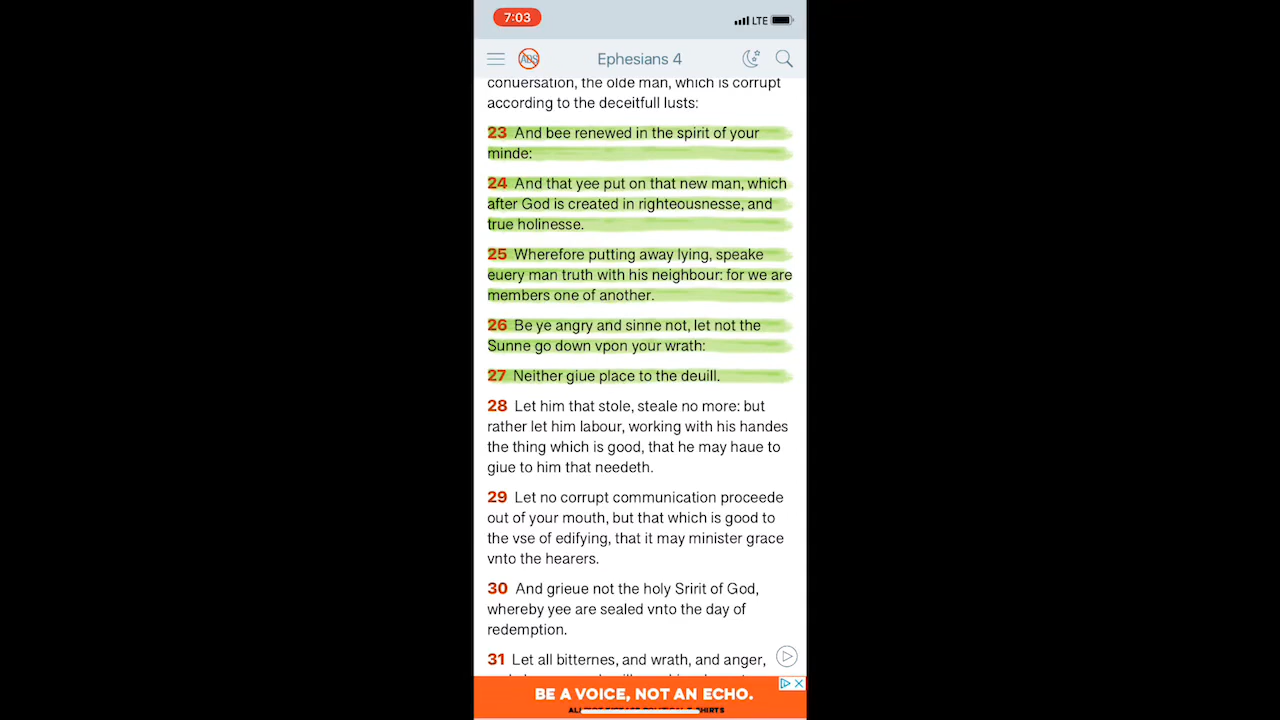 7:03
LTE
ADS
Ephesians 4
conuersation, the olde man, which is corrupt
according to the deceitfull lusts:
23 And bee renewed in the spirit of your
minde:
24 And that yee put on that new man, which
after God is created in righteousnesse, and
true holinesse.
25 Wherefore putting away lying, speake
euery man truth with his neighbour: for we are
members one of another.
26 Be ye angry and sinne not, let not the
Sunne go down vpon your wrath:
27 Neither giue place to the deuill.
28 Let him that stole, steale no more: but
rather let him labour, working with his handes
the thing which is good, that he may haue to
giue to him that needeth.
29 Let no corrupt communication proceede
out of your mouth, but that which is good to
the vse of edifying, that it may minister grace
vnto the hearers.
30 And grieue not the holy Sririt of God,
whereby yee are sealed vnto the day of
redemption.
31 Let all bitternes, and wrath, and anger,
BE A VOICE, NOT AN ECHO.